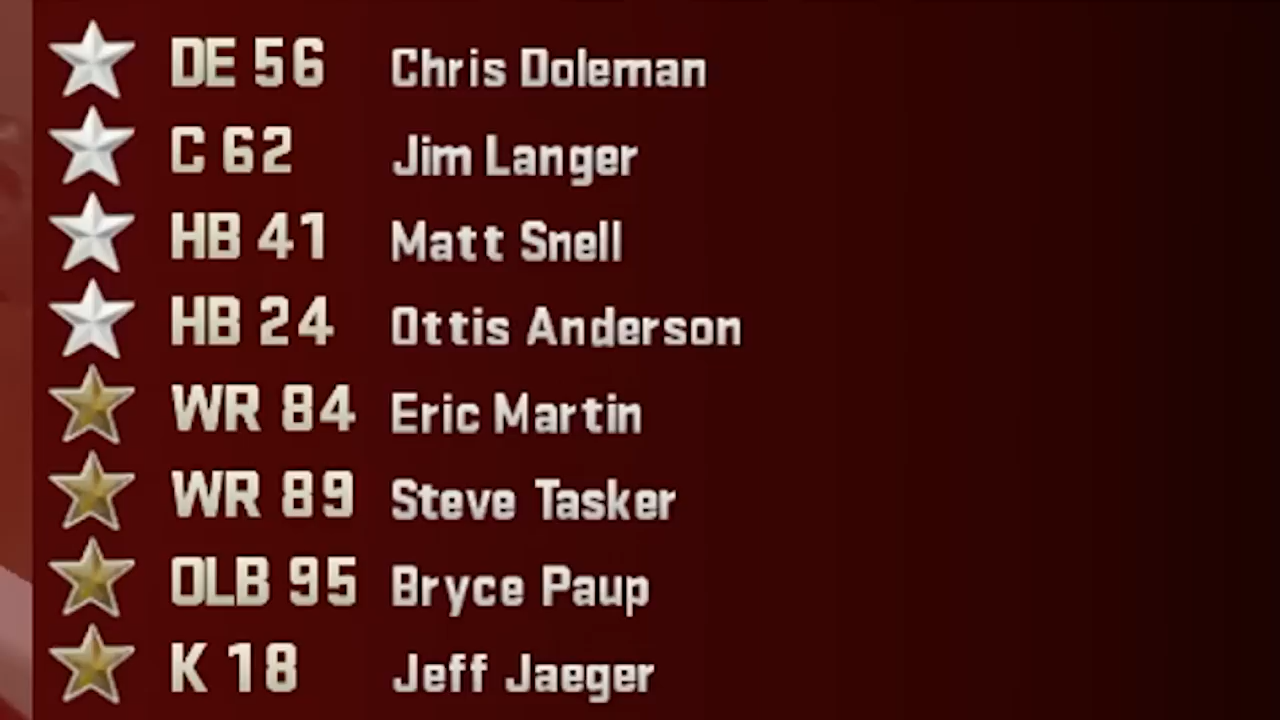 DE 56 Chris Doleman
C 62 Jim Langer
HB 41 Matt Snell
HB 24 Ottis Anderson
WR 84 Eric Martin
WR 89 Steve Tasker
OLB 95 Bryce Paup
K 18 Jeff Jaeger